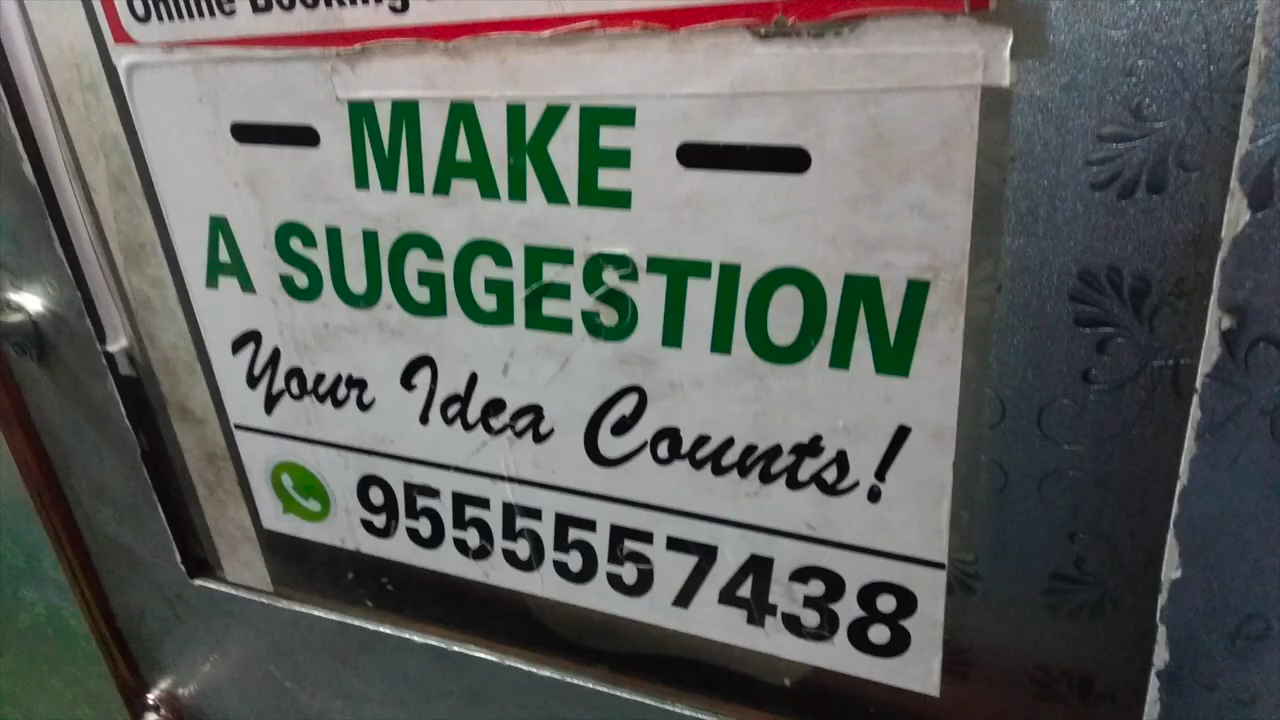 Online Booking
MAKE
A SUGGESTION
Your Idea Counts!
9555557438